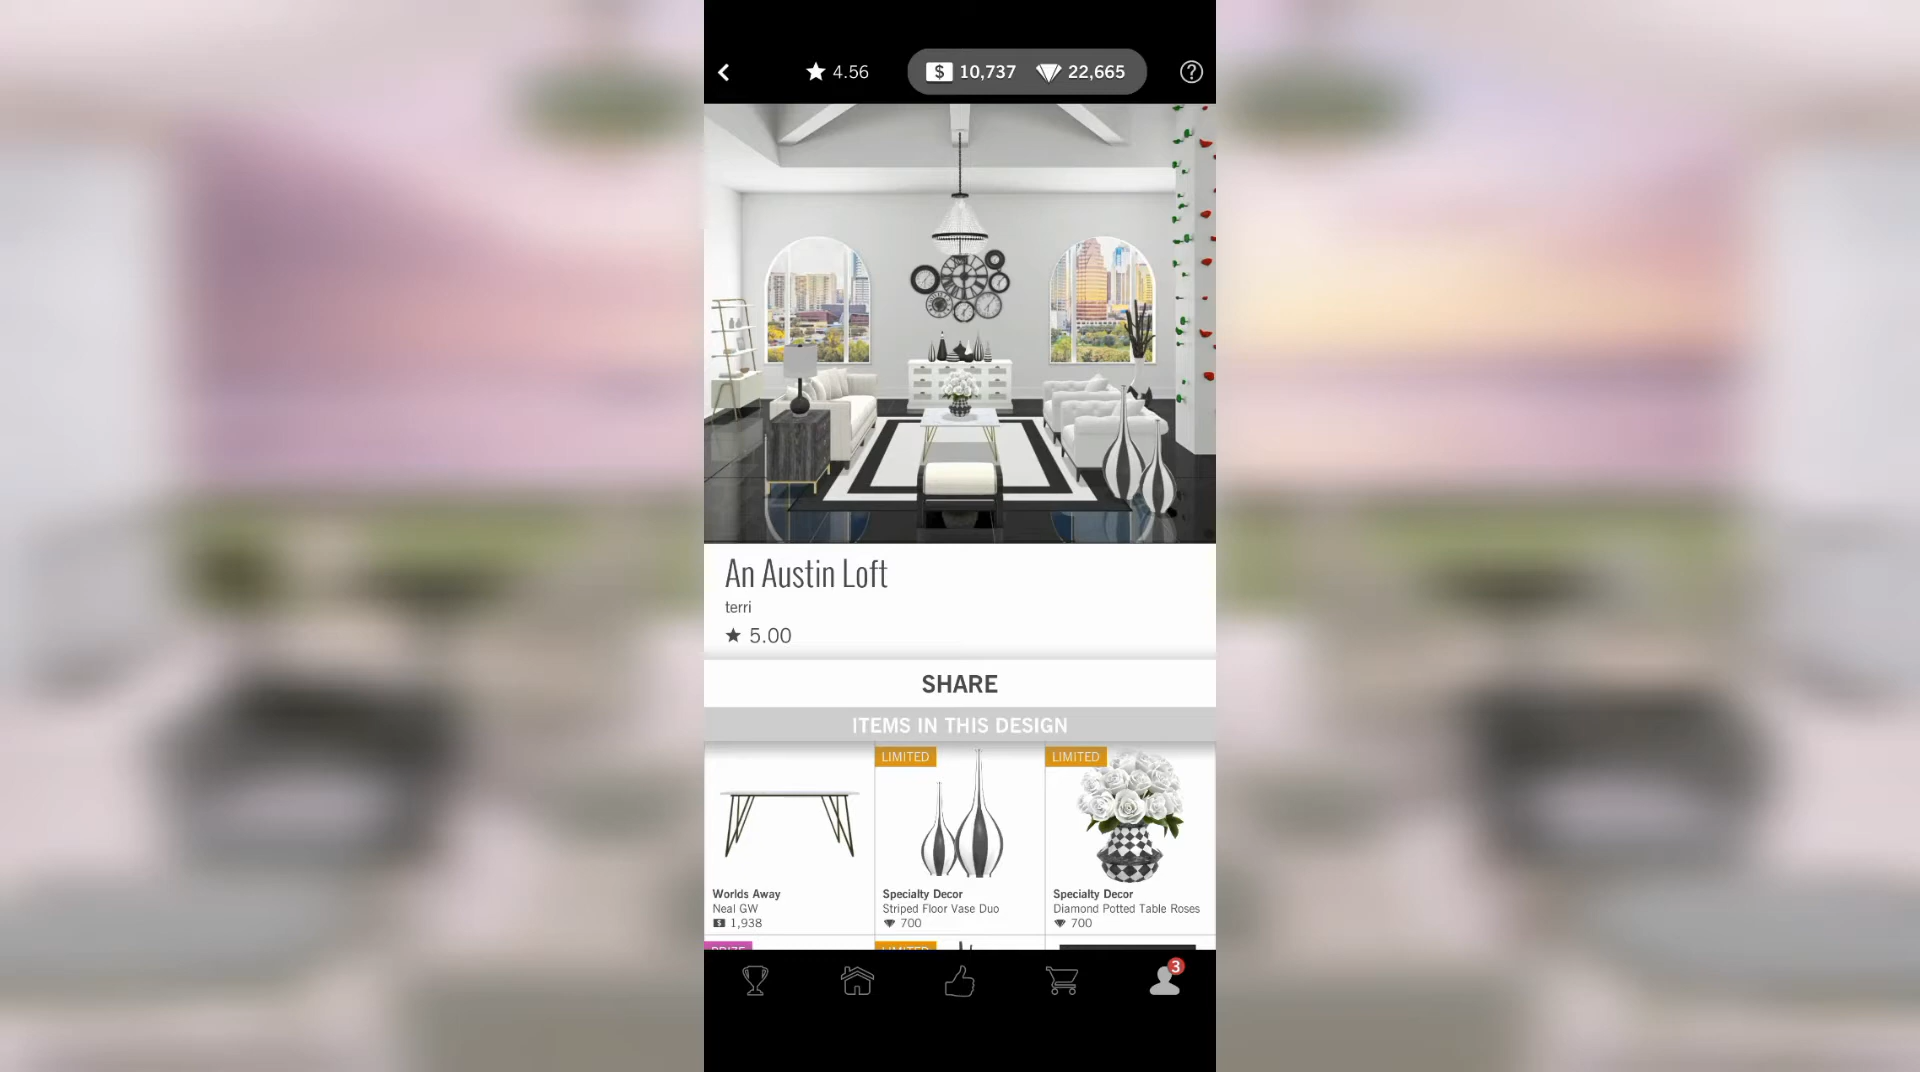 4.56
$ 10,737
22,665
?
An Austin Loft
terri
5.00
SHARE
ITEMS IN THIS DESIGN
LIMITED
LIMITED
Worlds Away
Neal GW
$ 1,938
Specialty Decor
Striped Floor Vase Duo
700
Specialty Decor
Diamond Potted Table Roses
700
PRIZE
LIMITED
3